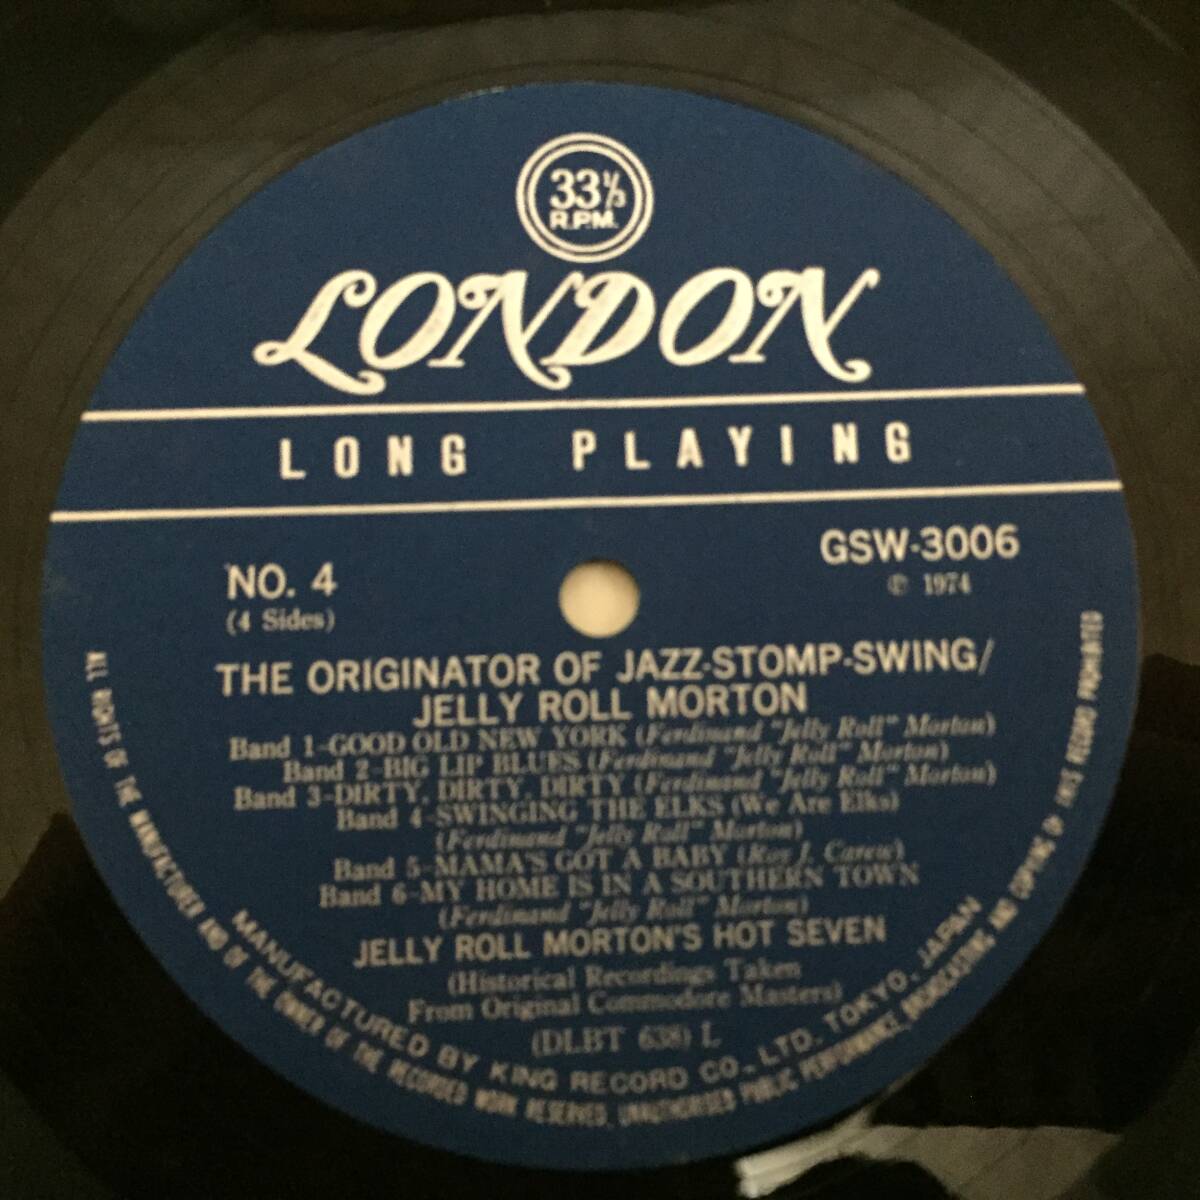 33⅓
R.P.M.
LONDON
LONG PLAYING
GSW-3006
℗ 1974
NO. 4
(4 Sides)
THE ORIGINATOR OF JAZZ-STOMP-SWING/
JELLY ROLL MORTON
Band 1-GOOD OLD NEW YORK (Ferdinand "Jelly Roll" Morton)
Band 2-BIG LIP BLUES (Ferdinand "Jelly Roll" Morton)
Band 3-DIRTY, DIRTY, DIRTY (Ferdinand "Jelly Roll" Morton)
Band 4-SWINGING THE ELKS (We Are Elks)
(Ferdinand "Jelly Roll" Morton)
Band 5-MAMA'S GOT A BABY (Roy J. Carew)
Band 6-MY HOME IS IN A SOUTHERN TOWN
(Ferdinand "Jelly Roll" Morton)
JELLY ROLL MORTON'S HOT SEVEN
(Historical Recordings Taken
From Original Commodore Masters)
(DLBT 638) L
MANUFACTURED BY KING RECORD CO., LTD. TOKYO, JAPAN
ALL RIGHTS OF THE MANUFACTURER AND OF THE OWNER OF THE RECORDED WORK RESERVED, UNAUTHORISED PUBLIC PERFORMANCE, BROADCASTING AND COPYING OF THIS RECORD PROHIBITED